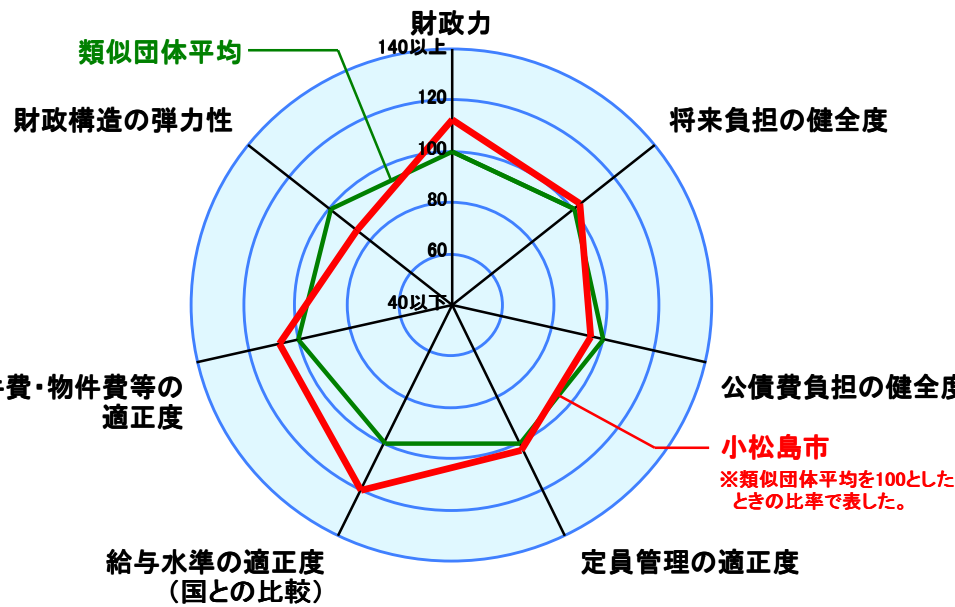 財政力
類似団体平均
140以上
120
100
80
60
40以下
財政構造の弾力性
将来負担の健全度
件費・物件費等の
適正度
公債費負担の健全度
小松島市
※類似団体平均を100とした
ときの比率で表した。
給与水準の適正度
（国との比較）
定員管理の適正度